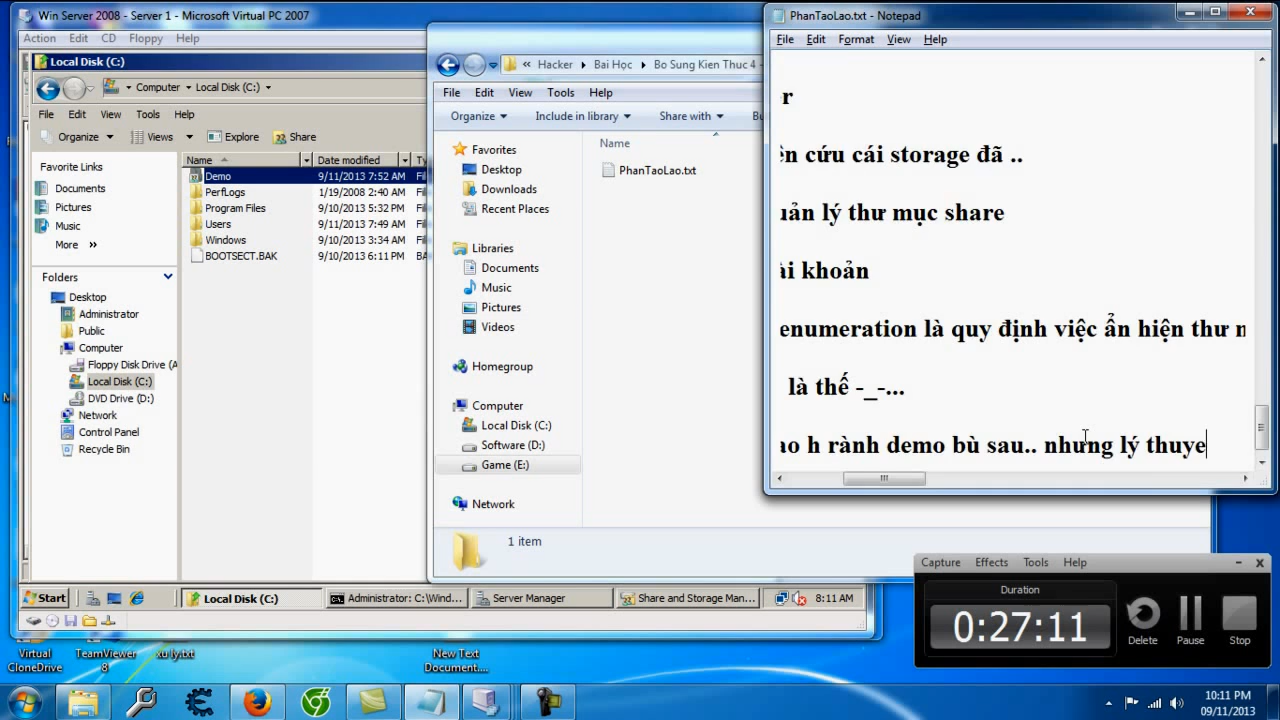 Win Server 2008 - Server 1 - Microsoft Virtual PC 2007
Action Edit CD Floppy Help
Local Disk (C:)
Computer Local Disk (C:)
File Edit View Tools Help
Organize Views Explore Share
Favorite Links
Documents
Pictures
Music
More »
Folders
Desktop
Administrator
Public
Computer
Floppy Disk Drive (A
Local Disk (C:)
DVD Drive (D:)
Network
Control Panel
Recycle Bin
Name Date modified
Demo 9/11/2013 7:52 AM Fil
PerfLogs 1/19/2008 2:40 AM Fil
Program Files 9/10/2013 5:32 PM Fil
Users 9/11/2013 7:49 AM Fil
Windows 9/10/2013 3:34 AM Fil
BOOTSECT.BAK 9/10/2013 6:11 PM BA
Start Local Disk (C:) Administrator: C:\Wind... Server Manager Share and Storage Man... 8:11 AM
« Hacker Bai Học Bo Sung Kien Thuc 4 -
File Edit View Tools Help
Organize Include in library Share with
Favorites
Desktop
Downloads
Recent Places
Libraries
Documents
Music
Pictures
Videos
Homegroup
Computer
Local Disk (C:)
Software (D:)
Game (E:)
Network
Name
PhanTaoLao.txt
1 item
PhanTaoLao.txt - Notepad
File Edit Format View Help
r
ên cứu cái storage đã ..
uản lý thư mục share
ài khoản
enumeration là quy định việc ẩn hiện thư
là thế -_-...
ao h rành demo bù sau.. nhưng lý thuye
Capture Effects Tools Help
Duration
0:27:11
Delete Pause Stop
Virtual CloneDrive
TeamViewer 8
xu ly.txt
New Text Document....
10:11 PM
09/11/2013